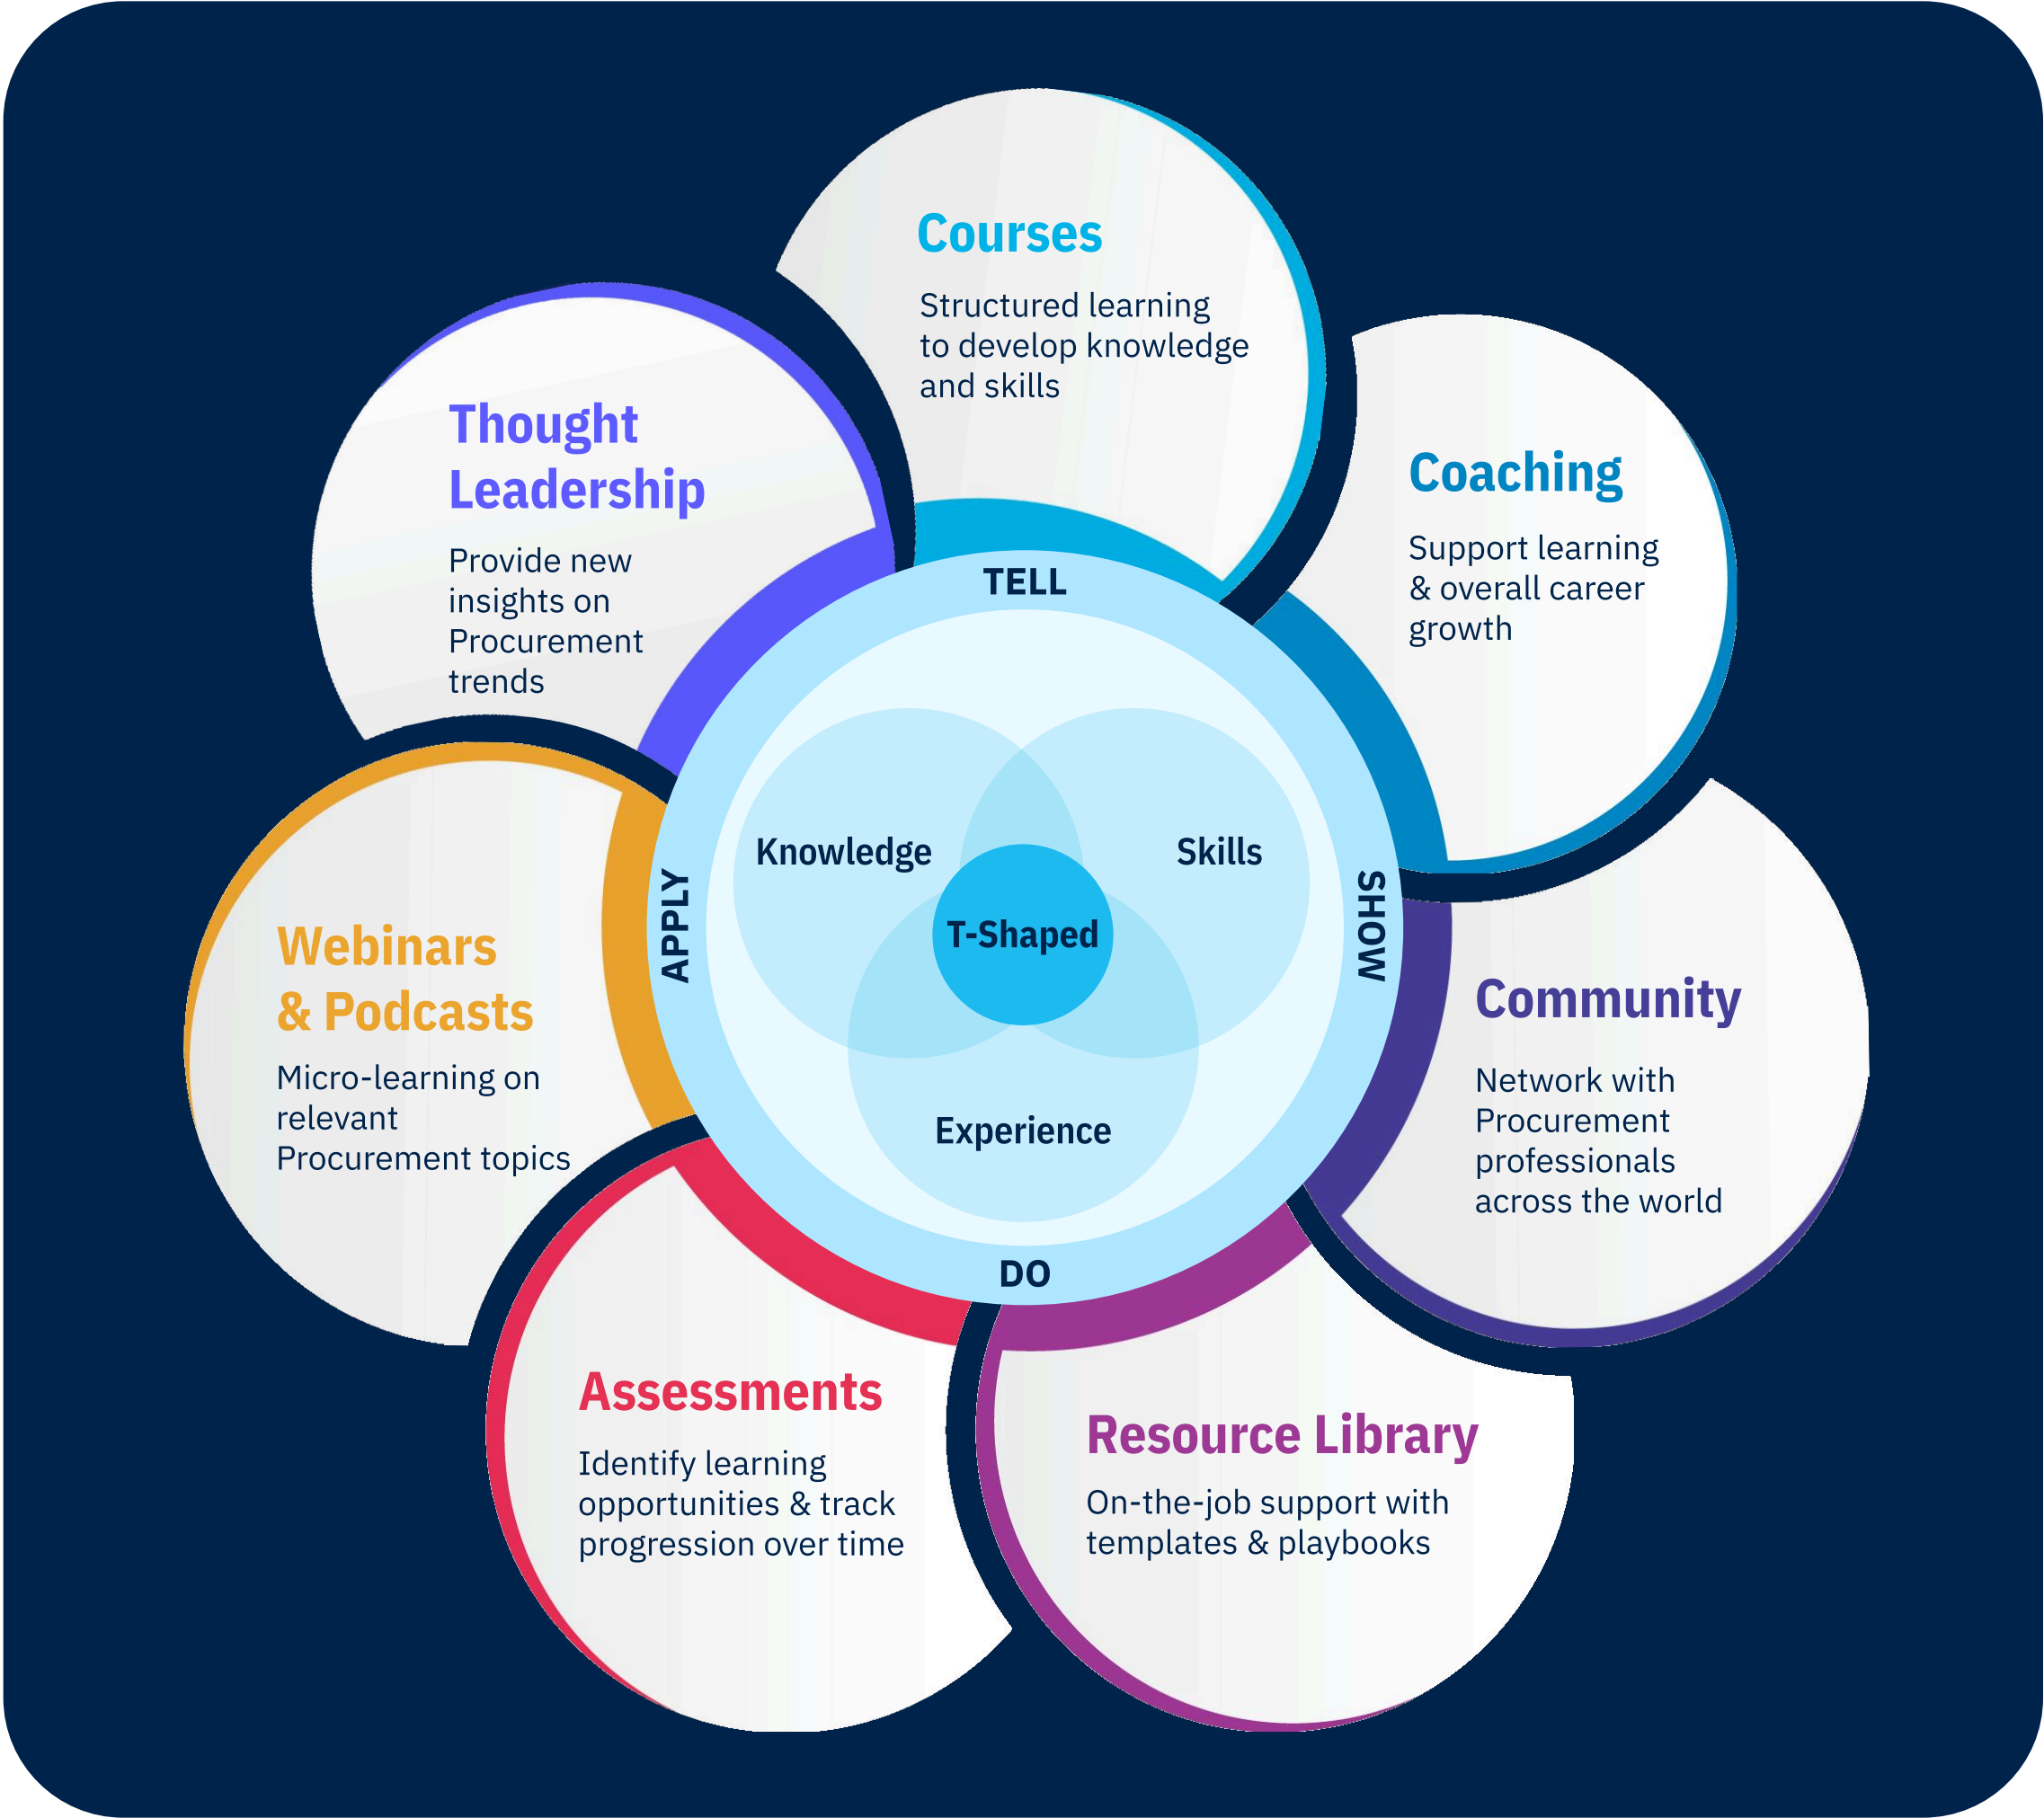 Courses
Structured learning
to develop knowledge
and skills
Coaching
Support learning
& overall career
growth
Community
Network with
Procurement
professionals
across the world
Resource Library
On-the-job support with
templates & playbooks
Assessments
Identify learning
opportunities & track
progression over time
Webinars
& Podcasts
Micro-learning on
relevant
Procurement topics
Thought
Leadership
Provide new
insights on
Procurement
trends
TELL
SHOW
DO
APPLY
Knowledge
Skills
T-Shaped
Experience